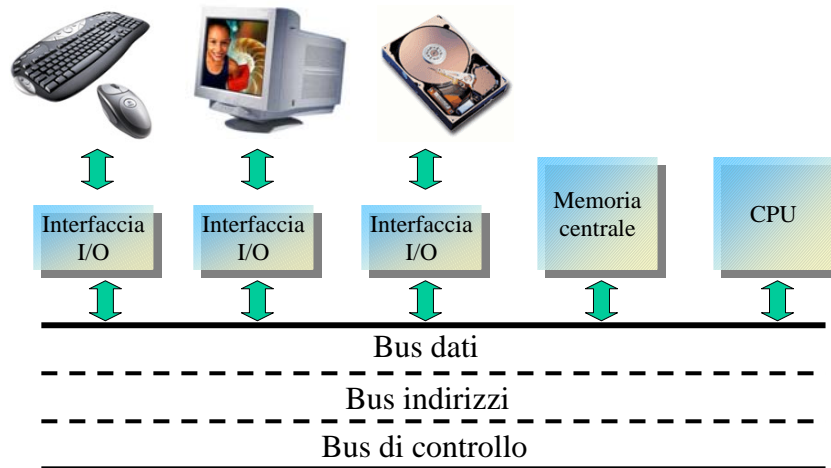 Interfaccia
I/O
Interfaccia
I/O
Interfaccia
I/O
Memoria
centrale
CPU
Bus dati
Bus indirizzi
Bus di controllo